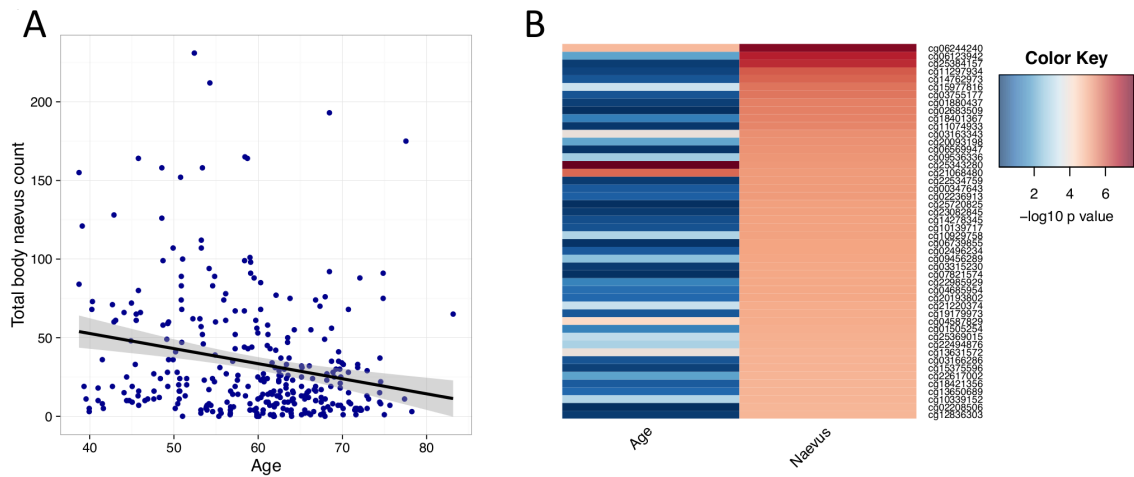 A
Total body naevus count
200
150
100
50
0
40 50 60 70 80
Age
B
cg06244240
cg06123942
cg25384157
cg11297934
cg14762973
cg15977816
cg03755177
cg01880437
cg02683509
cg18401367
cg11074933
cg03163343
cg20093198
cg06569947
cg09536336
cg25343280
cg21068480
cg22534759
cg00347643
cg02236913
cg25720825
cg23082845
cg14278345
cg10139717
cg10929758
cg06739855
cg02496234
cg09456289
cg03315230
cg07821574
cg22985929
cg04685954
cg20193802
cg21220374
cg19179973
cg04587829
cg01505254
cg25369015
cg22494876
cg13631572
cg03166286
cg15375596
cg22617002
cg18421356
cg13650689
cg10339152
cg02208506
cg12836303
Age
Naevus
Color Key
2 4 6
−log10 p value